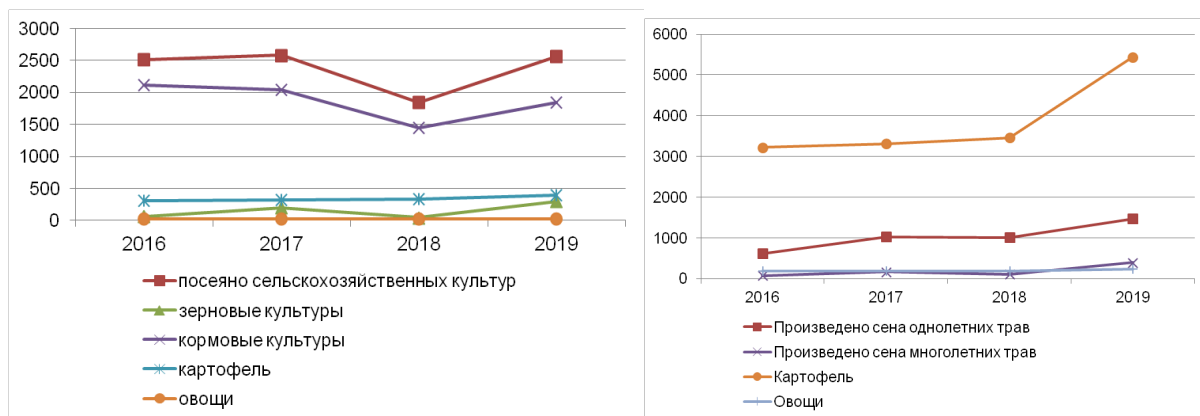 3000
2500
2000
1500
1000
500
0
2016 2017 2018 2019
посеяно сельскохозяйственных культур
зерновые культуры
кормовые культуры
картофель
овощи
6000
5000
4000
3000
2000
1000
0
2016 2017 2018 2019
Произведено сена однолетних трав
Произведено сена многолетних трав
Картофель
Овощи